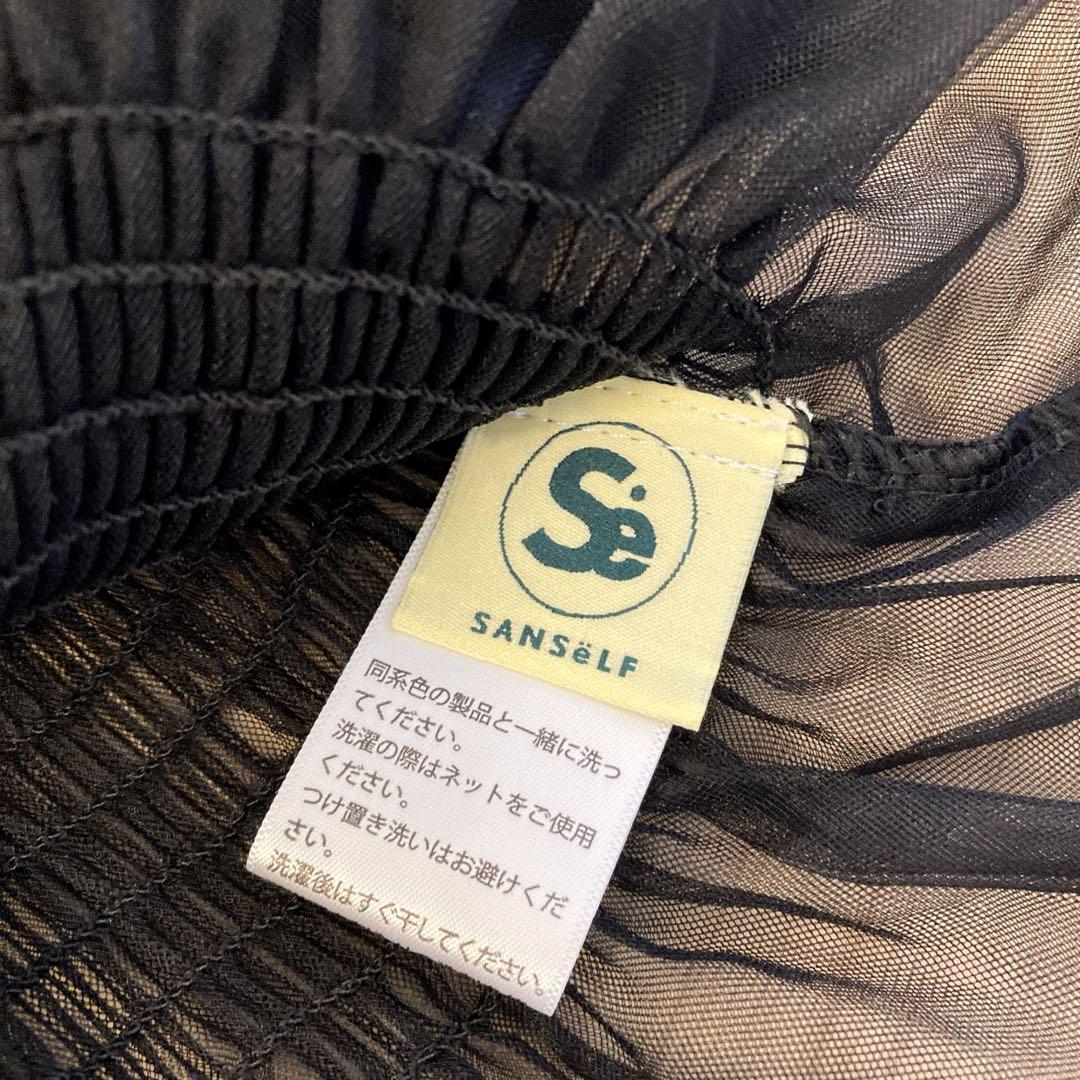 Së
SANSëLF
同系色の製品と一緒に洗っ
てください。
洗濯の際はネットをご使用
ください。
つけ置き洗いはお避けくだ
さい。
洗濯後はすぐ干してください。